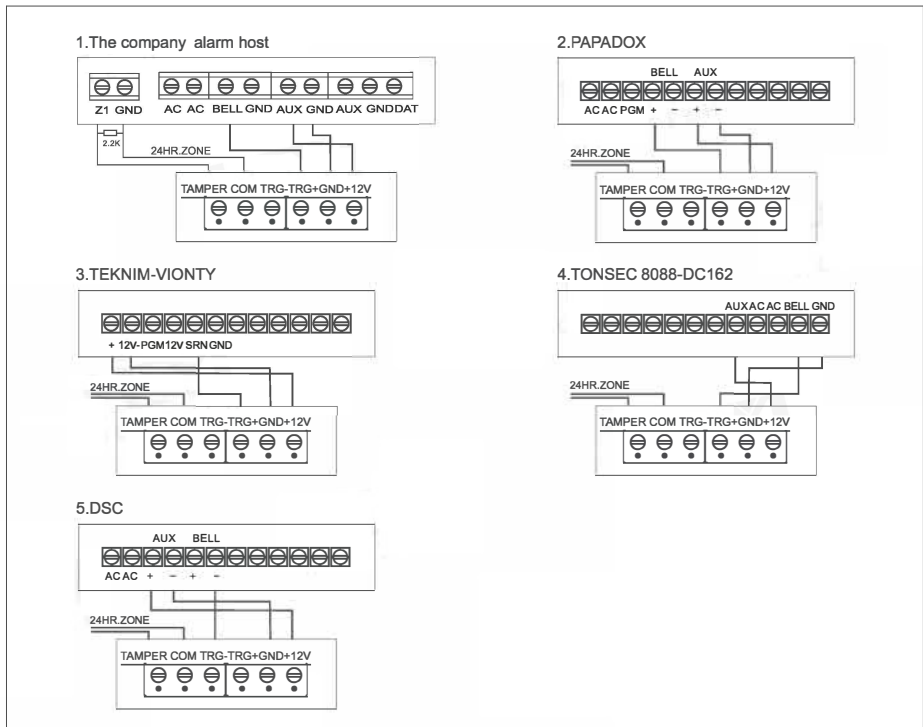 1.The company alarm host
Z1 GND AC AC BELL GND AUX GND AUX GND DAT
2.2K
24HR.ZONE
TAMPER COM TRG-TRG+GND+12V
2.PAPADOX
BELL AUX
AC AC PGM + − + −
24HR.ZONE
TAMPER COM TRG-TRG+GND+12V
3.TEKNIM-VIONTY
+ 12V-PGM12V SRN GND
24HR.ZONE
TAMPER COM TRG-TRG+GND+12V
4.TONSEC 8088-DC162
AUX AC AC BELL GND
24HR.ZONE
TAMPER COM TRG-TRG+GND+12V
5.DSC
AUX BELL
AC AC + − + −
24HR.ZONE
TAMPER COM TRG-TRG+GND+12V